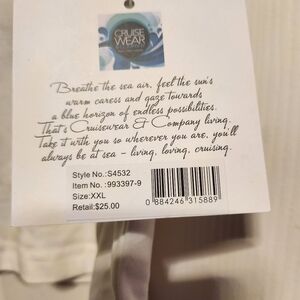 CRUISE
WEAR
Breathe the sea air, feel the sun's
warm caress and gaze towards
a blue horizon of endless possibilities.
That's Cruisewear & Company living.
Take it with you so wherever you are, you'll
always be at sea - living, loving, cruising.
Style No.:S4532
Item No.:993397-9
Size:XXL
Retail:$25.00
0 884246 315889